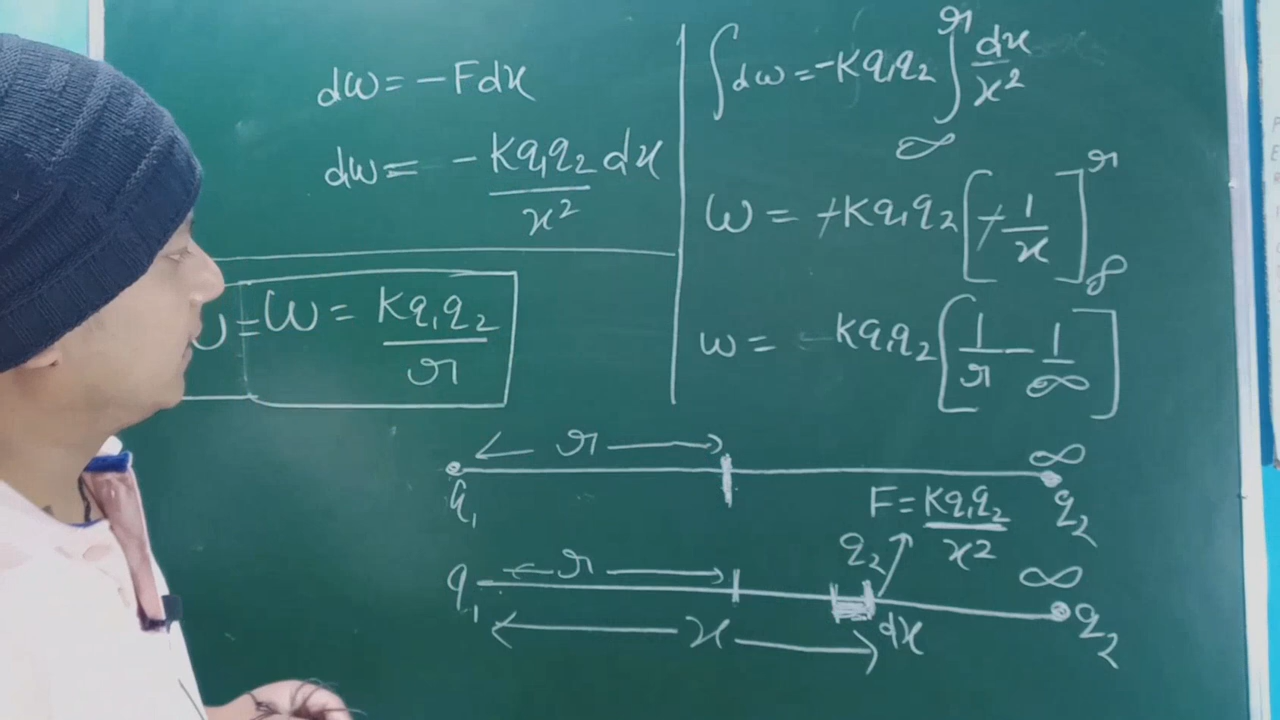 dw = -Fdx
dw = - Kq₁q₂/x² dx
U = W = Kq₁q₂/r
∫dw = -Kq₁q₂ ∫_∞^r dx/x²
W = +Kq₁q₂ [+ 1/x]_∞^r
w = Kq₁q₂ [1/r - 1/∞]
← r → ∞
q₁ q₂
F = Kq₁q₂/x²
q₂
q₁ ← r → ∞ q₂
← x → dx